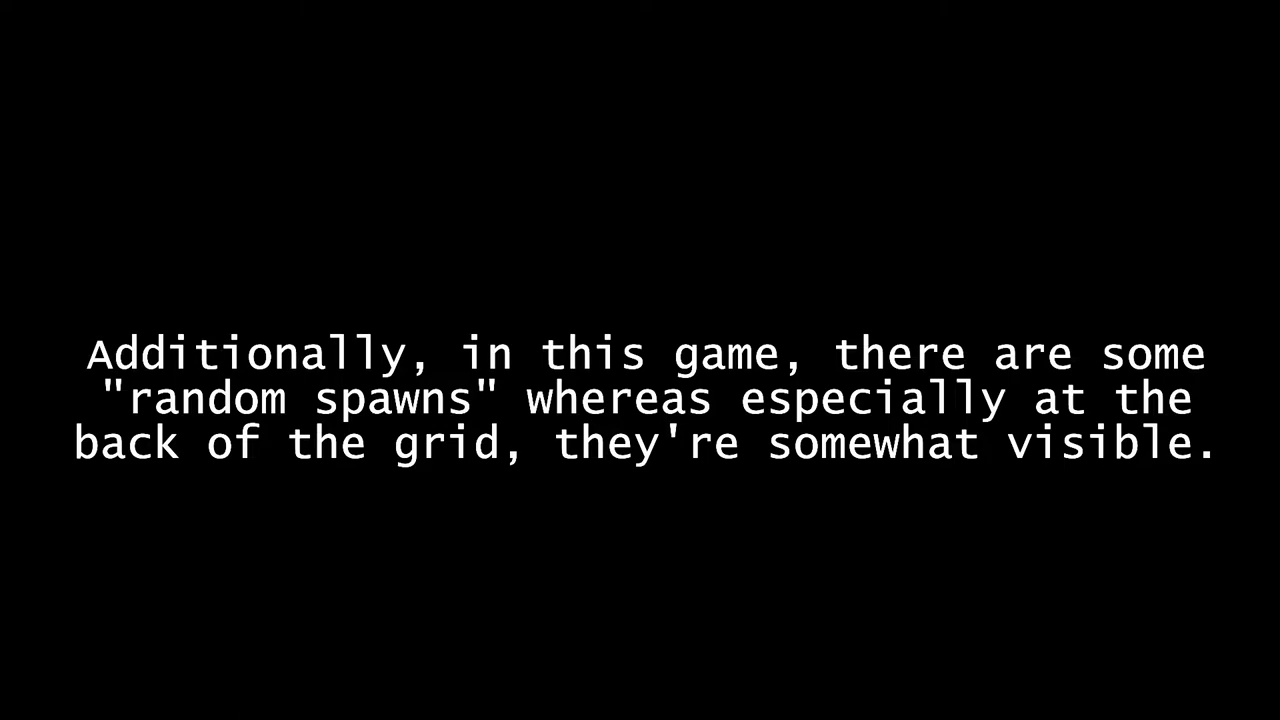 Additionally, in this game, there are some
"random spawns" whereas especially at the
back of the grid, they're somewhat visible.